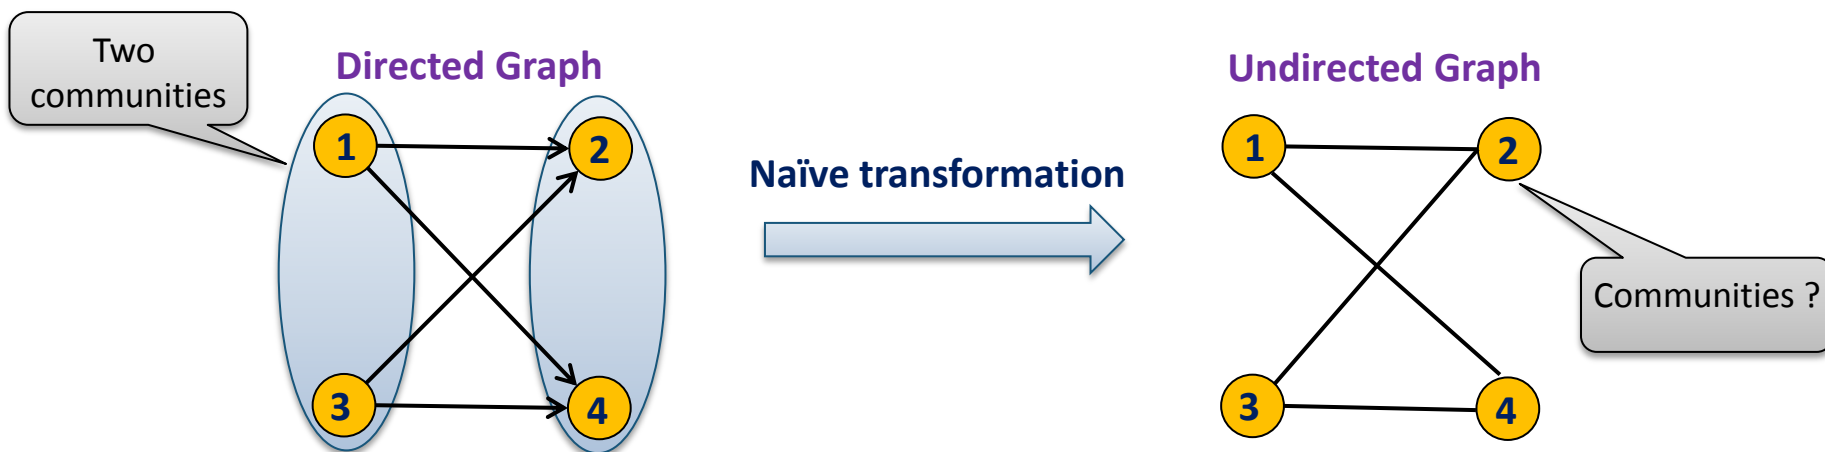 Two
communities
Directed Graph
1
2
3
4
Naïve transformation
Undirected Graph
1
2
3
4
Communities ?